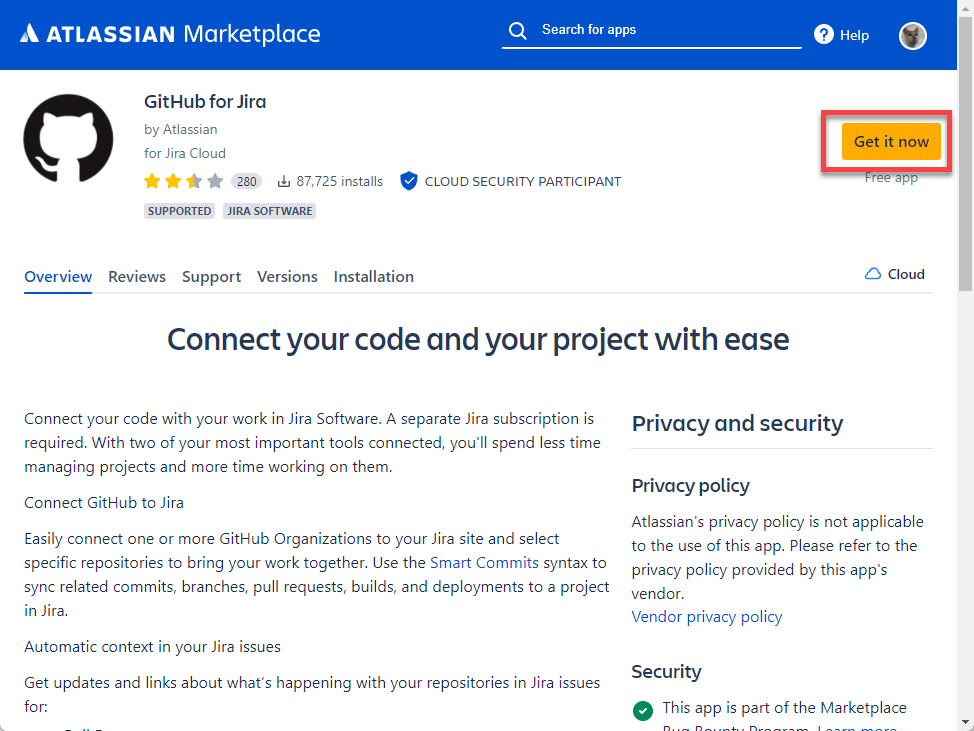 ATLASSIAN Marketplace
Search for apps
? Help
GitHub for Jira
by Atlassian
for Jira Cloud
280
87,725 installs
CLOUD SECURITY PARTICIPANT
SUPPORTED
JIRA SOFTWARE
Get it now
Free app
Overview Reviews Support Versions Installation
Cloud
Connect your code and your project with ease
Connect your code with your work in Jira Software. A separate Jira subscription is
required. With two of your most important tools connected, you'll spend less time
managing projects and more time working on them.
Connect GitHub to Jira
Easily connect one or more GitHub Organizations to your Jira site and select
specific repositories to bring your work together. Use the Smart Commits syntax to
sync related commits, branches, pull requests, builds, and deployments to a project
in Jira.
Automatic context in your Jira issues
Get updates and links about what’s happening with your repositories in Jira issues
for:
Privacy and security
Privacy policy
Atlassian's privacy policy is not applicable
to the use of this app. Please refer to the
privacy policy provided by this app's
vendor.
Vendor privacy policy
Security
This app is part of the Marketplace
Bug Bounty Program. Learn more